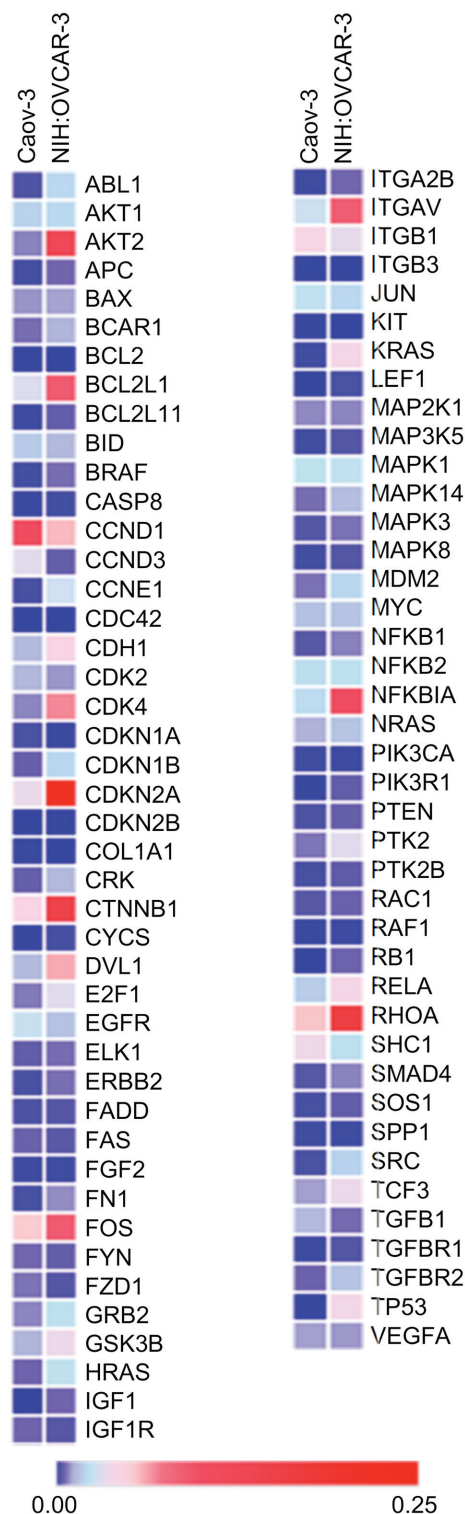 Caov-3
NIH:OVCAR-3
ABL1
AKT1
AKT2
APC
BAX
BCAR1
BCL2
BCL2L1
BCL2L11
BID
BRAF
CASP8
CCND1
CCND3
CCNE1
CDC42
CDH1
CDK2
CDK4
CDKN1A
CDKN1B
CDKN2A
CDKN2B
COL1A1
CRK
CTNNB1
CYCS
DVL1
E2F1
EGFR
ELK1
ERBB2
FADD
FAS
FGF2
FN1
FOS
FYN
FZD1
GRB2
GSK3B
HRAS
IGF1
IGF1R
Caov-3
NIH:OVCAR-3
ITGA2B
ITGAV
ITGB1
ITGB3
JUN
KIT
KRAS
LEF1
MAP2K1
MAP3K5
MAPK1
MAPK14
MAPK3
MAPK8
MDM2
MYC
NFKB1
NFKB2
NFKBIA
NRAS
PIK3CA
PIK3R1
PTEN
PTK2
PTK2B
RAC1
RAF1
RB1
RELA
RHOA
SHC1
SMAD4
SOS1
SPP1
SRC
TCF3
TGFB1
TGFBR1
TGFBR2
TP53
VEGFA
0.00 0.25